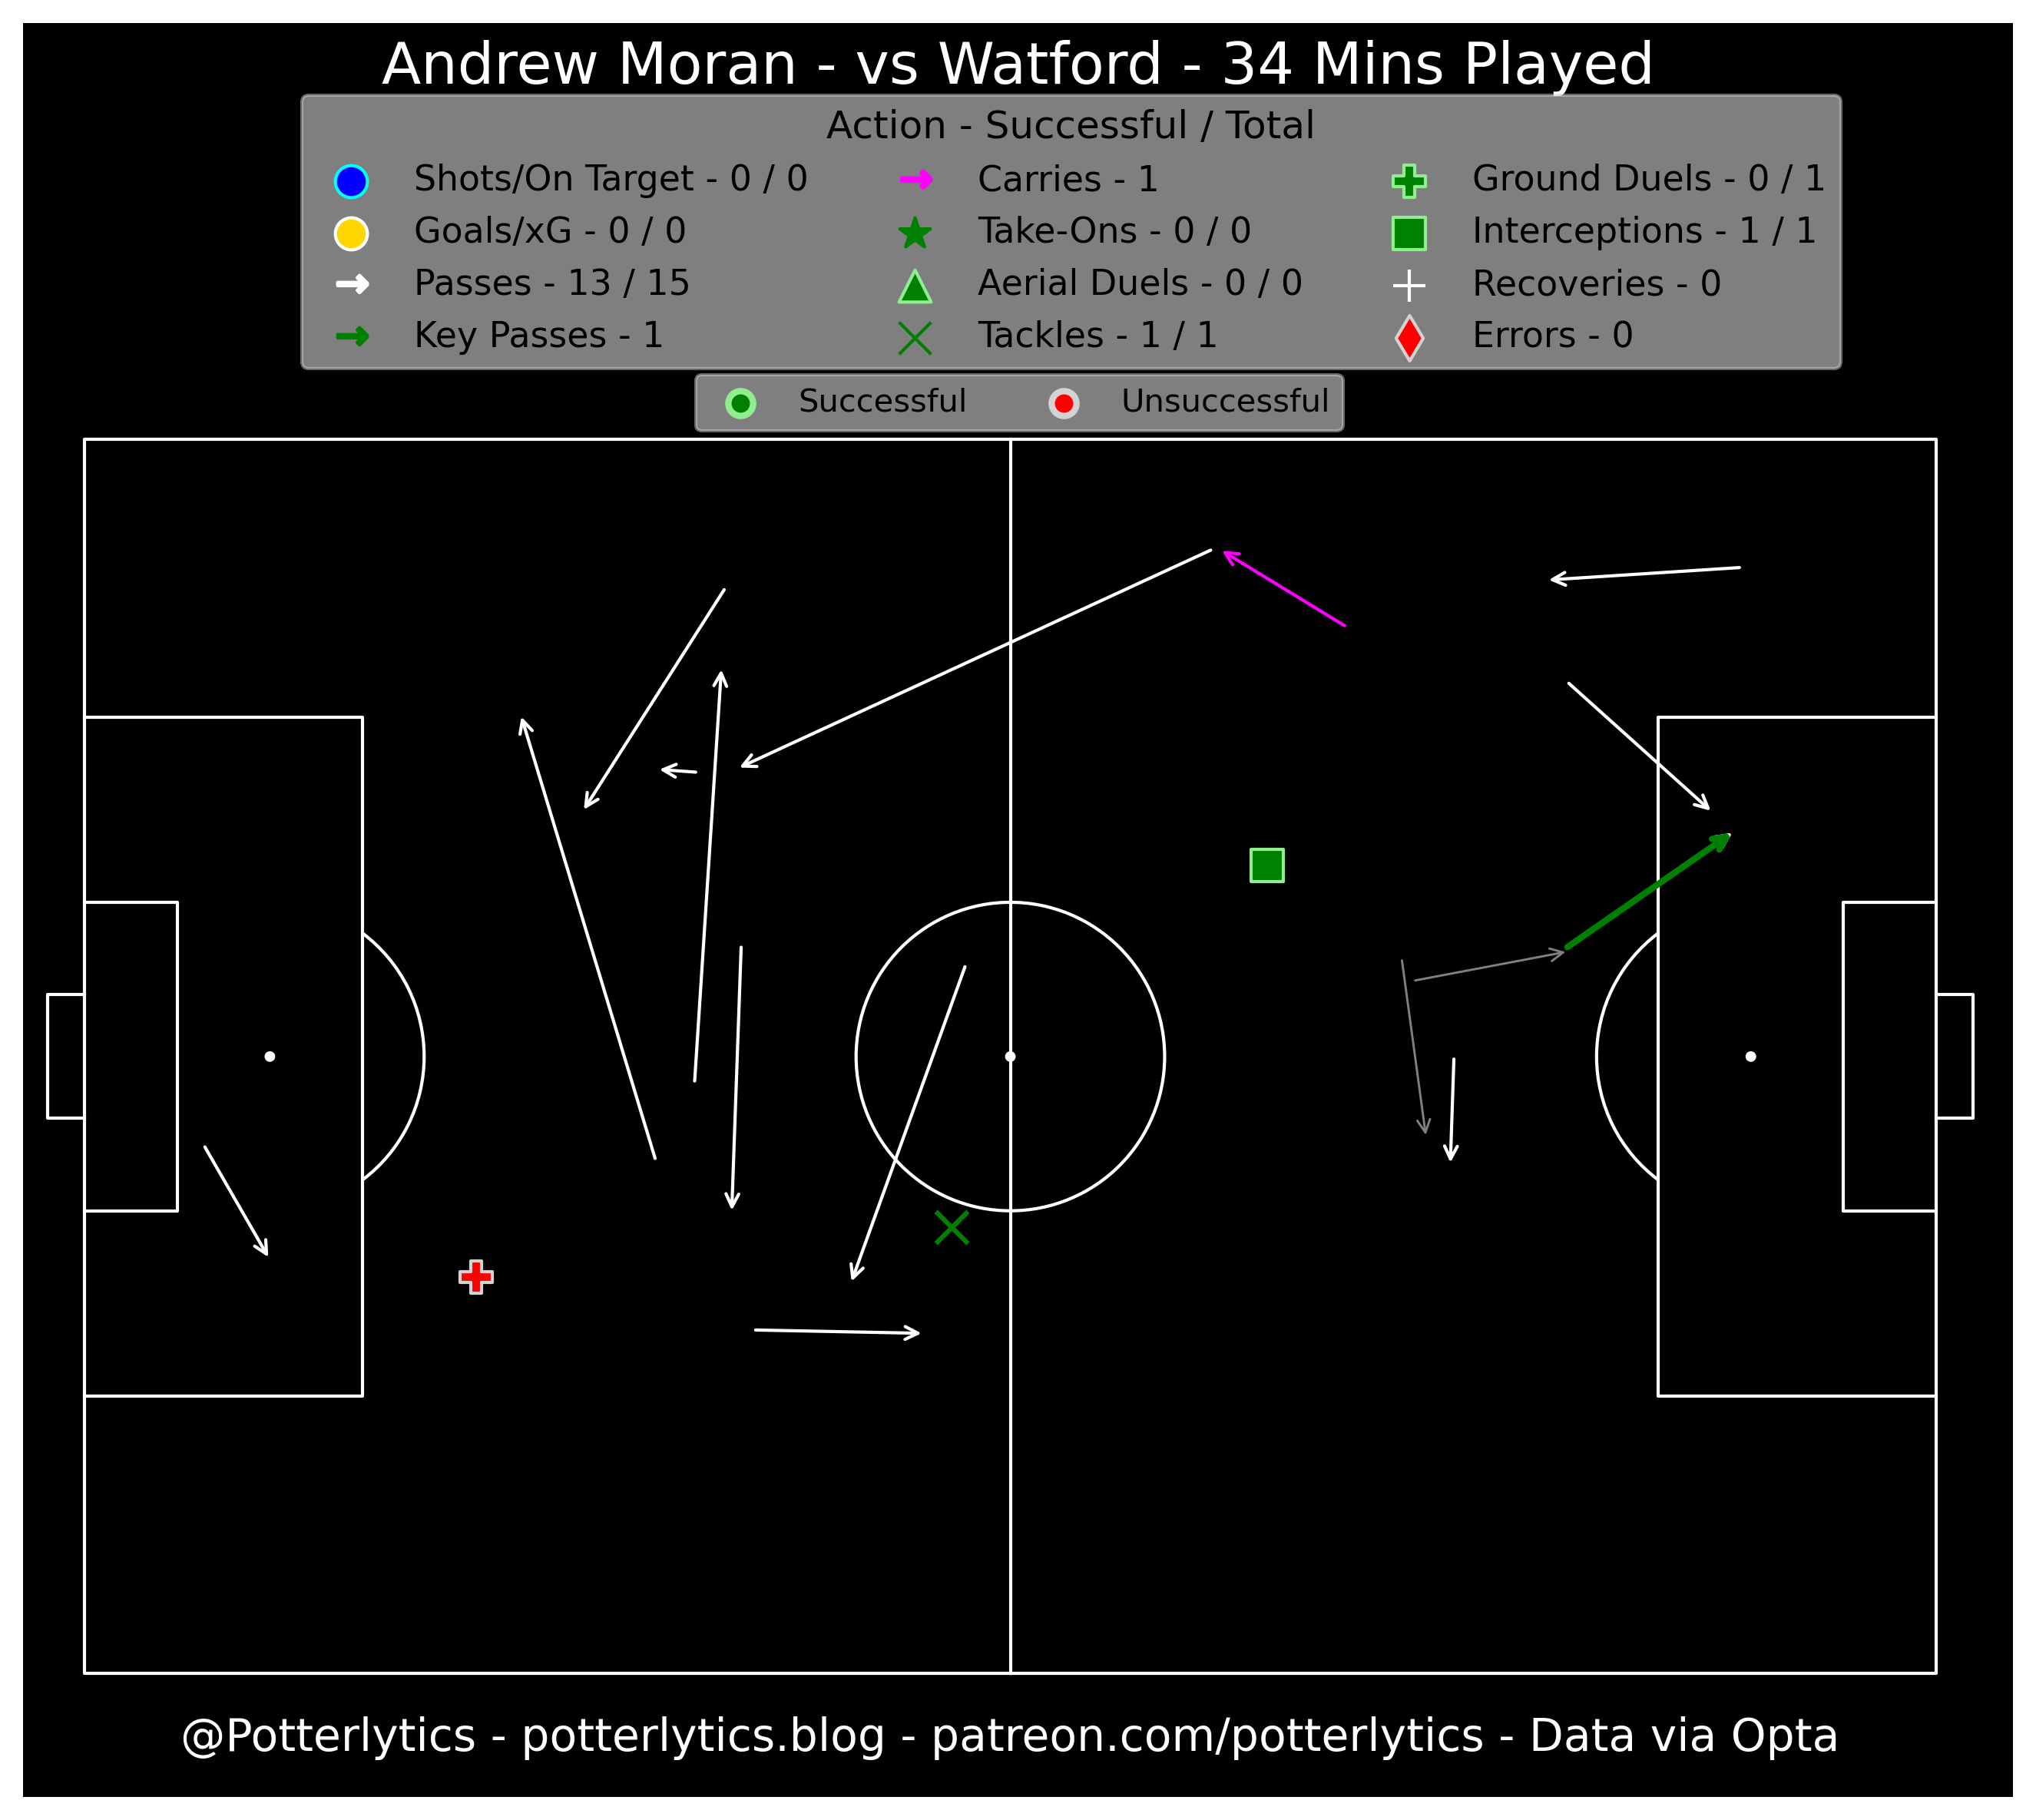 Andrew Moran - vs Watford - 34 Mins Played
Action - Successful / Total
Shots/On Target - 0 / 0
Goals/xG - 0 / 0
Passes - 13 / 15
Key Passes - 1
Carries - 1
Take-Ons - 0 / 0
Aerial Duels - 0 / 0
Tackles - 1 / 1
Ground Duels - 0 / 1
Interceptions - 1 / 1
Recoveries - 0
Errors - 0
Successful
Unsuccessful
@Potterlytics - potterlytics.blog - patreon.com/potterlytics - Data via Opta